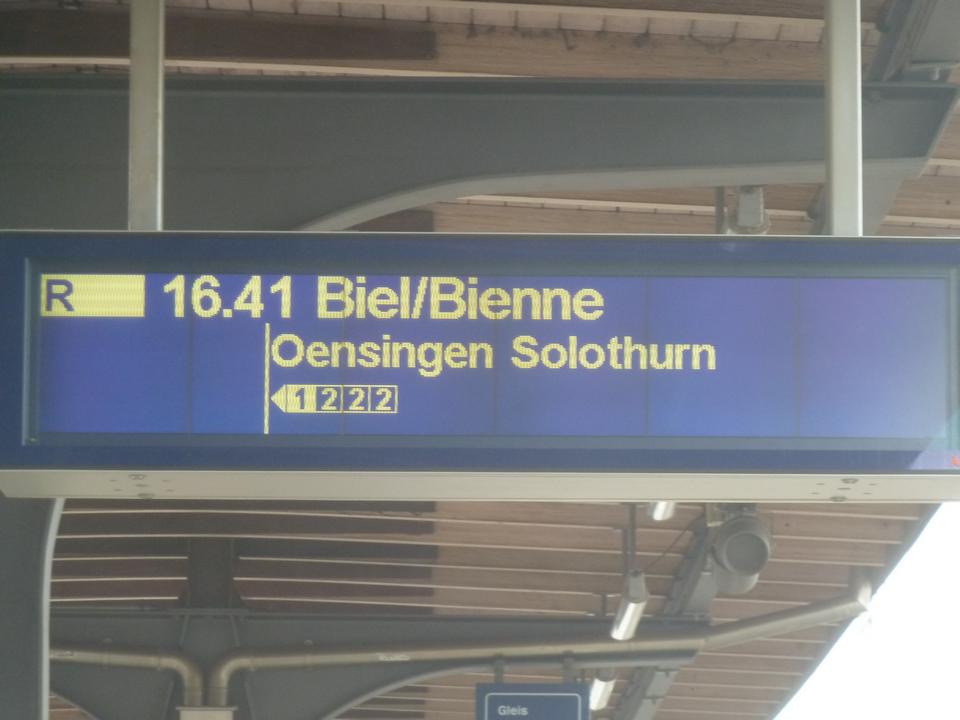 R 16.41 Biel/Bienne
Oensingen Solothurn
1 2 2 2
Gleis